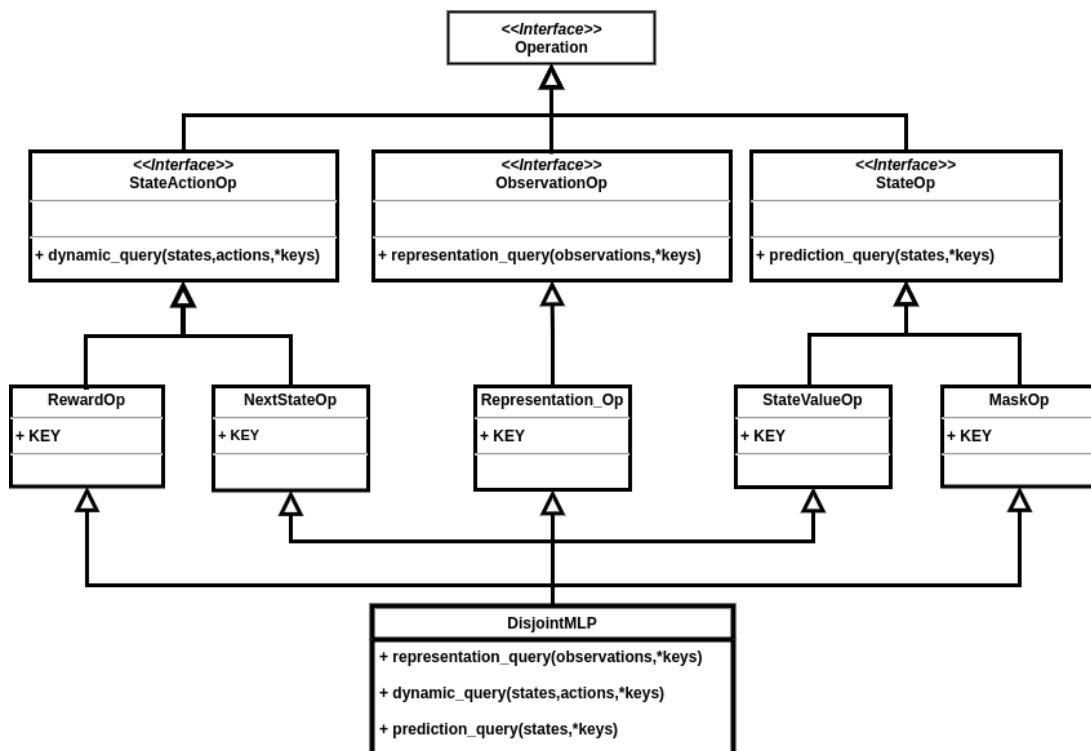 <<Interface>>
Operation
<<Interface>>
StateActionOp
+ dynamic_query(states,actions,*keys)
<<Interface>>
ObservationOp
+ representation_query(observations,*keys)
<<Interface>>
StateOp
+ prediction_query(states,*keys)
RewardOp
+ KEY
NextStateOp
+ KEY
Representation_Op
+ KEY
StateValueOp
+ KEY
MaskOp
+ KEY
DisjointMLP
+ representation_query(observations,*keys)
+ dynamic_query(states,actions,*keys)
+ prediction_query(states,*keys)